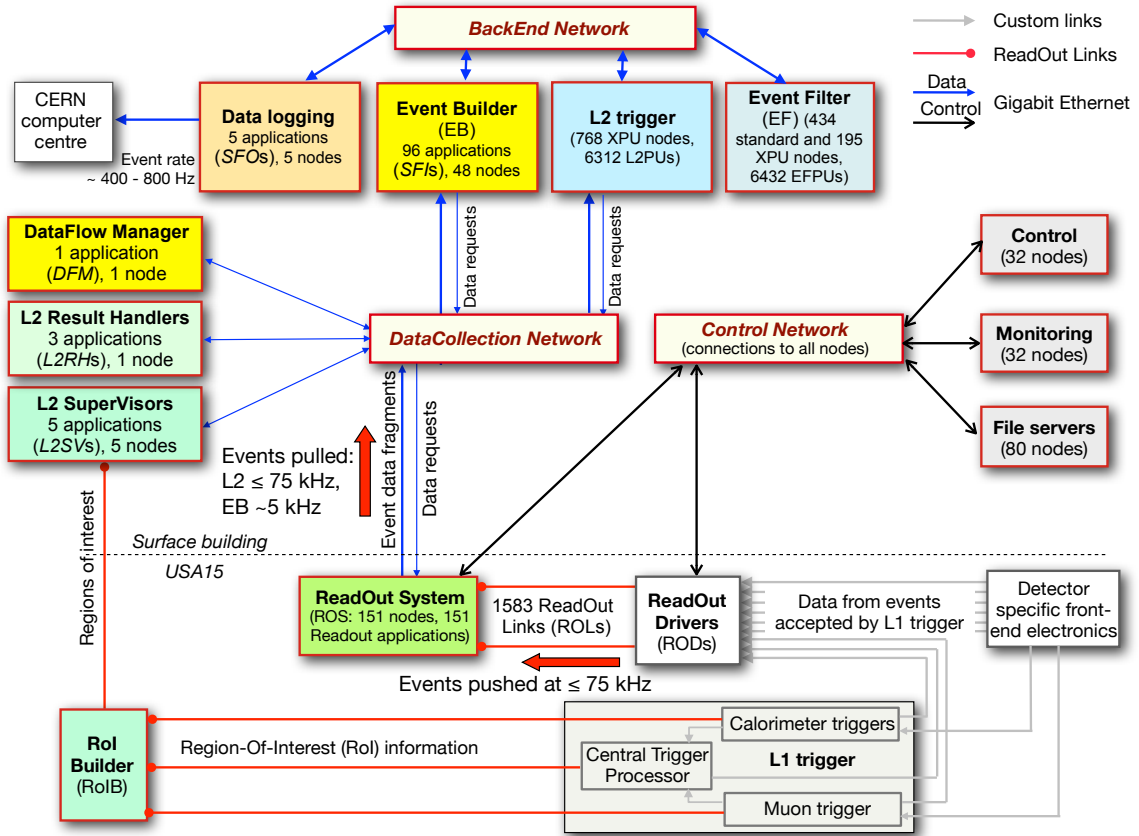 BackEnd Network
Custom links
ReadOut Links
Data
Gigabit Ethernet
Control
CERN
computer
centre
Event rate
~ 400 - 800 Hz
Data logging
5 applications
(SFOs), 5 nodes
Event Builder
(EB)
96 applications
(SFIs), 48 nodes
L2 trigger
(768 XPU nodes,
6312 L2PUs)
Event Filter
(EF) (434
standard and 195
XPU nodes,
6432 EFPUs)
DataFlow Manager
1 application
(DFM), 1 node
L2 Result Handlers
3 applications
(L2RHs), 1 node
L2 SuperVisors
5 applications
(L2SVs), 5 nodes
Data requests
Data requests
DataCollection Network
Control Network
(connections to all nodes)
Control
(32 nodes)
Monitoring
(32 nodes)
File servers
(80 nodes)
Events pulled:
L2 ≤ 75 kHz,
EB ~5 kHz
Event data fragments
Data requests
Regions of interest
Surface building
USA15
ReadOut System
(ROS: 151 nodes, 151
Readout applications)
1583 ReadOut
Links (ROLs)
ReadOut
Drivers
(RODs)
Data from events
accepted by L1 trigger
Detector
specific front-
end electronics
Events pushed at ≤ 75 kHz
RoI
Builder
(RoIB)
Region-Of-Interest (RoI) information
Calorimeter triggers
Central Trigger
Processor
L1 trigger
Muon trigger